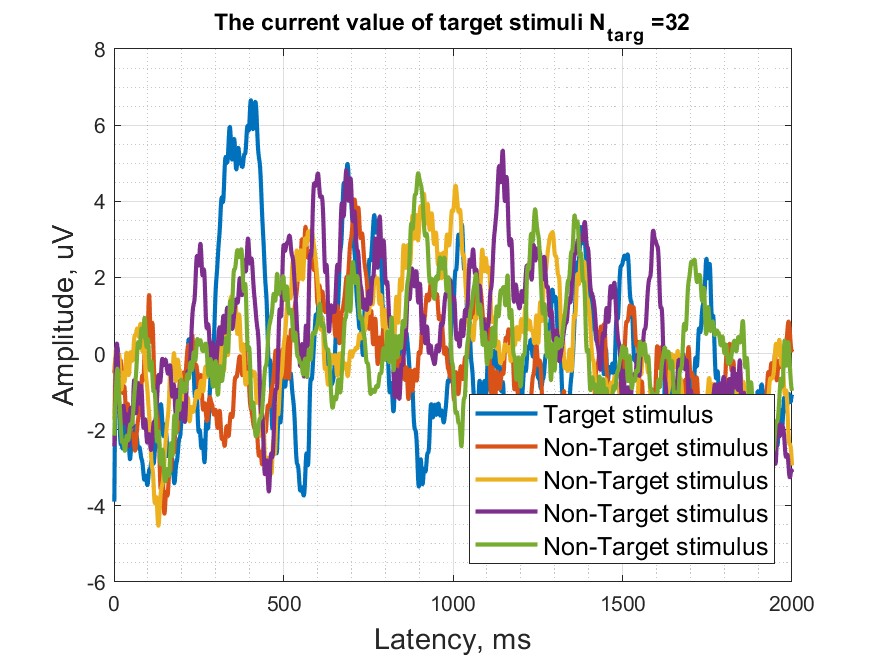 The current value of target stimuli N_targ =32
8
6
4
2
0
-2
-4
-6
Amplitude, uV
0 500 1000 1500 2000
Latency, ms
Target stimulus
Non-Target stimulus
Non-Target stimulus
Non-Target stimulus
Non-Target stimulus